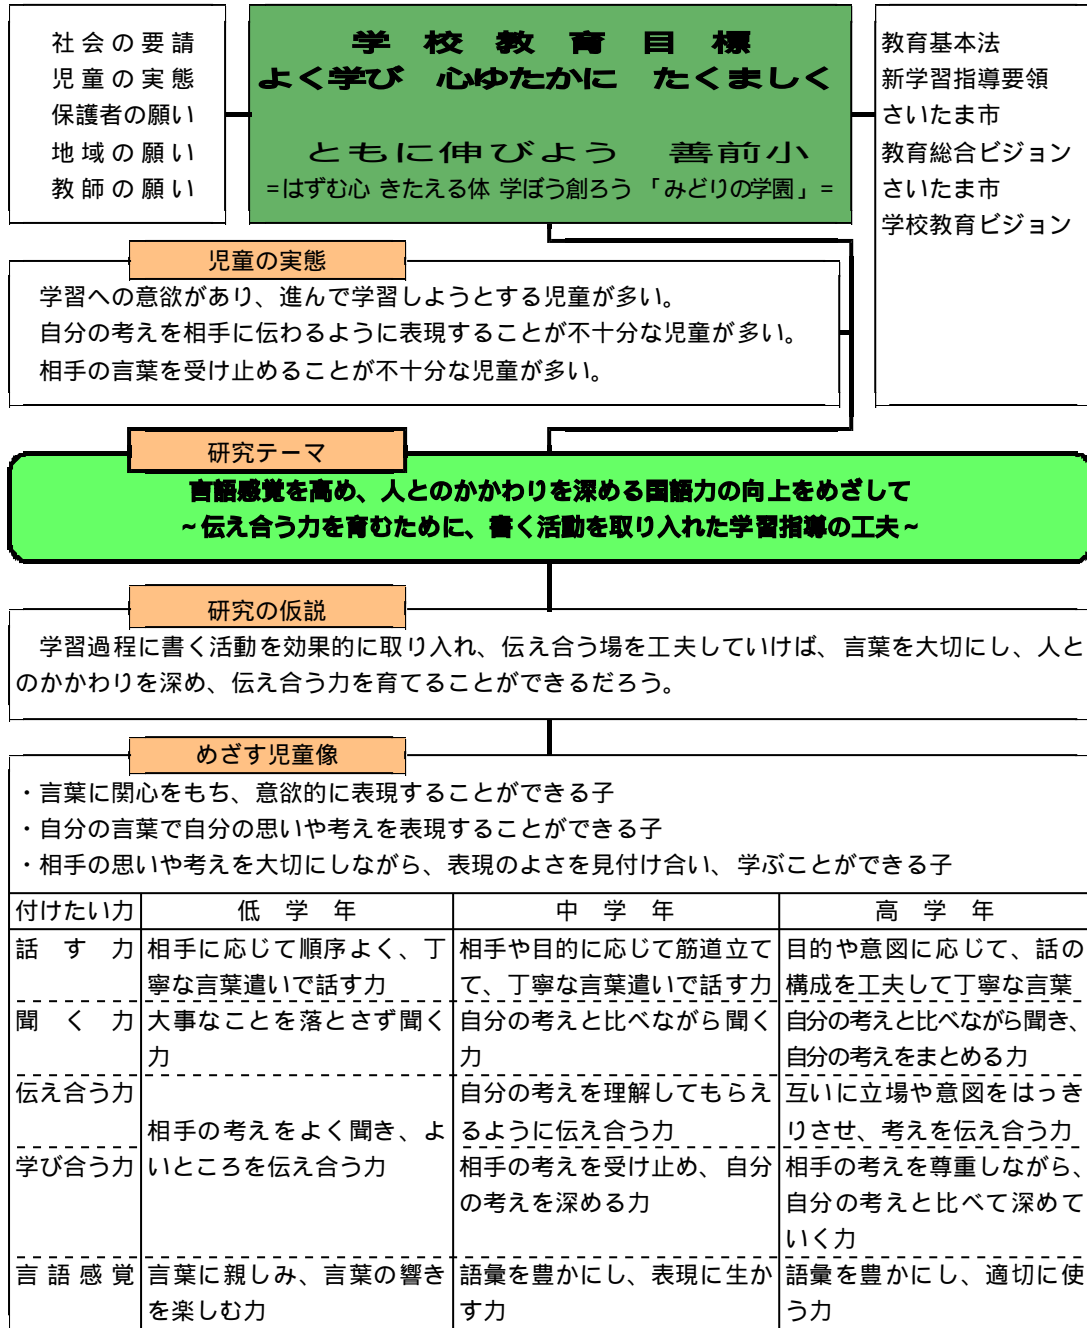 社会の要請
児童の実態
保護者の願い
地域の願い
教師の願い
学校教育目標
よく学び 心ゆたかに たくましく
ともに伸びよう 善前小
=はずむ心 きたえる体 学ぼう創ろう 「みどりの学園」=
教育基本法
新学習指導要領
さいたま市
教育総合ビジョン
さいたま市
学校教育ビジョン
児童の実態
学習への意欲があり、進んで学習しようとする児童が多い。
自分の考えを相手に伝わるように表現することが不十分な児童が多い。
相手の言葉を受け止めることが不十分な児童が多い。
研究テーマ
言語感覚を高め、人とのかかわりを深める国語力の向上をめざして
~伝え合う力を育むために、書く活動を取り入れた学習指導の工夫~
研究の仮説
学習過程に書く活動を効果的に取り入れ、伝え合う場を工夫していけば、言葉を大切にし、人と
のかかわりを深め、伝え合う力を育てることができるだろう。
めざす児童像
・言葉に関心をもち、意欲的に表現することができる子
・自分の言葉で自分の思いや考えを表現することができる子
・相手の思いや考えを大切にしながら、表現のよさを見付け合い、学ぶことができる子
付けたい力 低学年 中学年 高学年
話す力
相手に応じて順序よく、丁
寧な言葉遣いで話す力
相手や目的に応じて筋道立て
て、丁寧な言葉遣いで話す力
目的や意図に応じて、話の
構成を工夫して丁寧な言葉
聞く力
大事なことを落とさず聞く
力
自分の考えと比べながら聞く
力
自分の考えと比べながら聞き、
自分の考えをまとめる力
伝え合う力
学び合う力
相手の考えをよく聞き、よ
いところを伝え合う力
自分の考えを理解してもらえ
るように伝え合う力
互いに立場や意図をはっき
りさせ、考えを伝え合う力
相手の考えを受け止め、自分
の考えを深める力
相手の考えを尊重しながら、
自分の考えと比べて深めて
いく力
言語感覚
言葉に親しみ、言葉の響き
を楽しむ力
語彙を豊かにし、表現に生か
す力
語彙を豊かにし、適切に使
う力